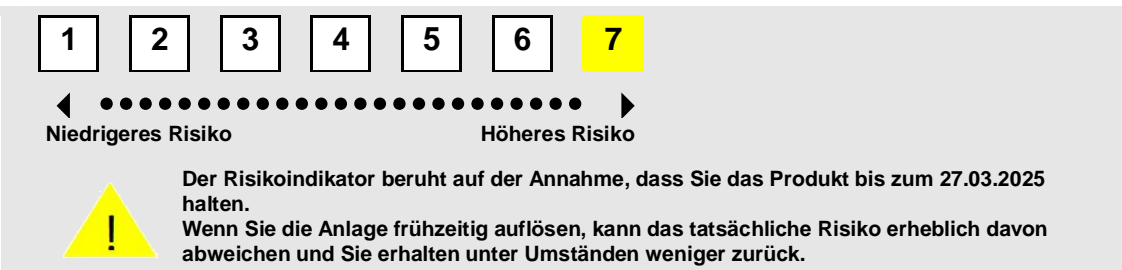 1 2 3 4 5 6 7
Niedrigeres Risiko Höheres Risiko
Der Risikoindikator beruht auf der Annahme, dass Sie das Produkt bis zum 27.03.2025
halten.
Wenn Sie die Anlage frühzeitig auflösen, kann das tatsächliche Risiko erheblich davon
abweichen und Sie erhalten unter Umständen weniger zurück.
!